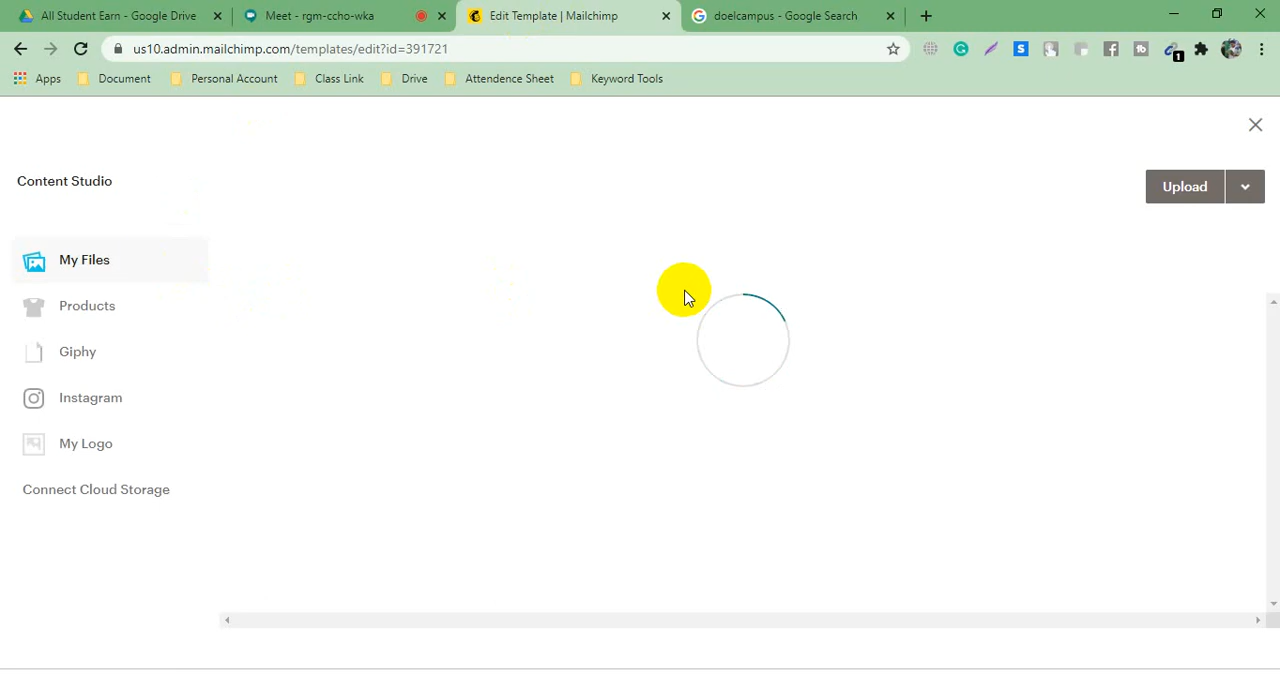 All Student Earn - Google Drive
Meet - rgm-ccho-wka
Edit Template | Mailchimp
doelcampus - Google Search
us10.admin.mailchimp.com/templates/edit?id=391721
Apps
Document
Personal Account
Class Link
Drive
Attendence Sheet
Keyword Tools
Content Studio
Upload
My Files
Products
Giphy
Instagram
My Logo
Connect Cloud Storage
1